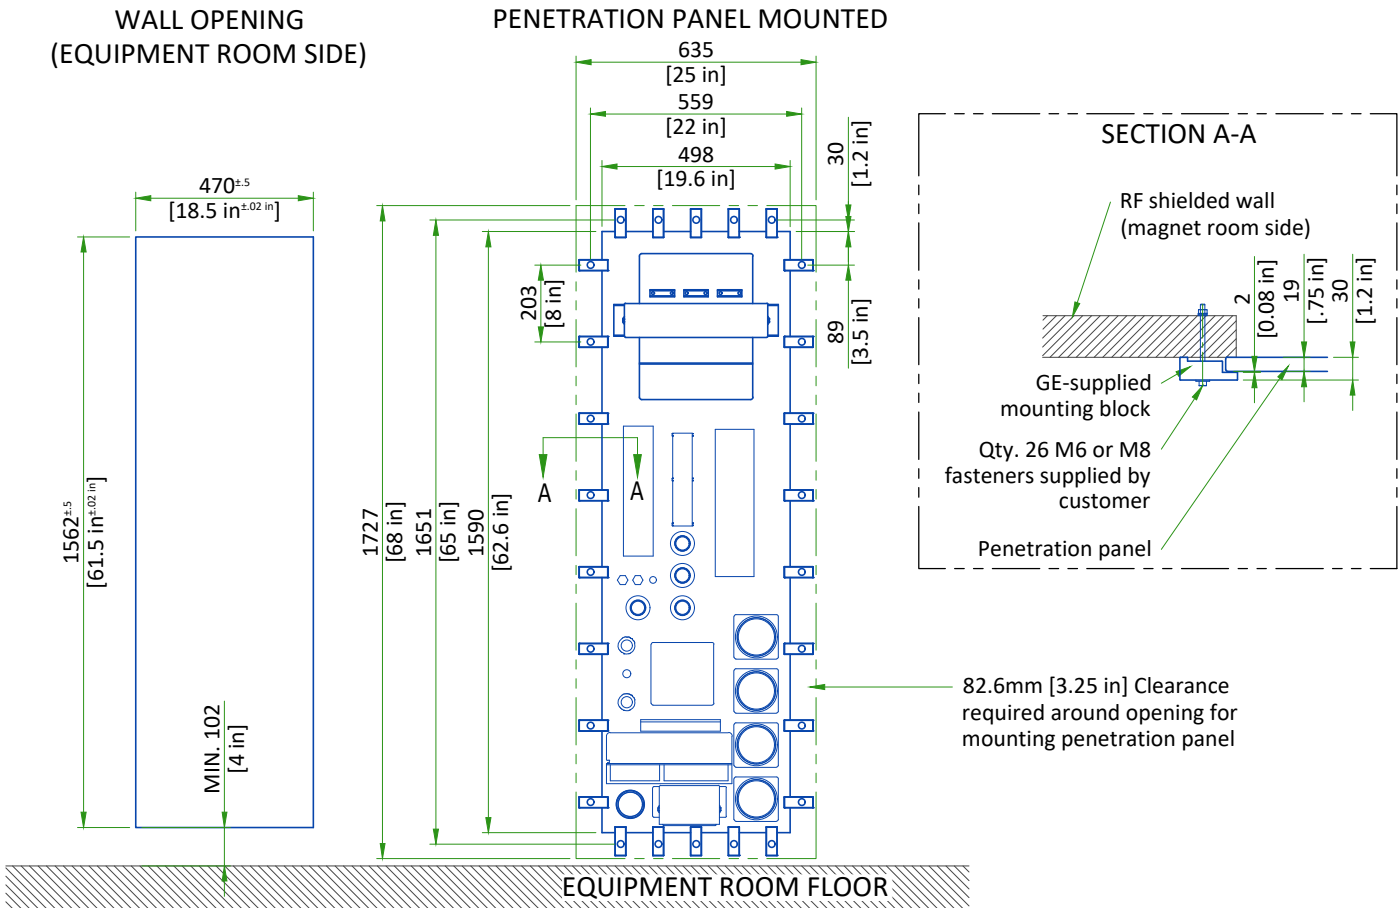 WALL OPENING
(EQUIPMENT ROOM SIDE)
PENETRATION PANEL MOUNTED
635
[25 in]
559
[22 in]
498
[19.6 in]
30
[1.2 in]
470±.5
[18.5 in±.02 in]
203
[8 in]
89
[3.5 in]
1562±.5
[61.5 in±.02 in]
1727
[68 in]
1651
[65 in]
1590
[62.6 in]
A
A
MIN. 102
[4 in]
SECTION A-A
RF shielded wall
(magnet room side)
2
[0.08 in]
19
[.75 in]
30
[1.2 in]
GE-supplied
mounting block
Qty. 26 M6 or M8
fasteners supplied by
customer
Penetration panel
82.6mm [3.25 in] Clearance
required around opening for
mounting penetration panel
EQUIPMENT ROOM FLOOR